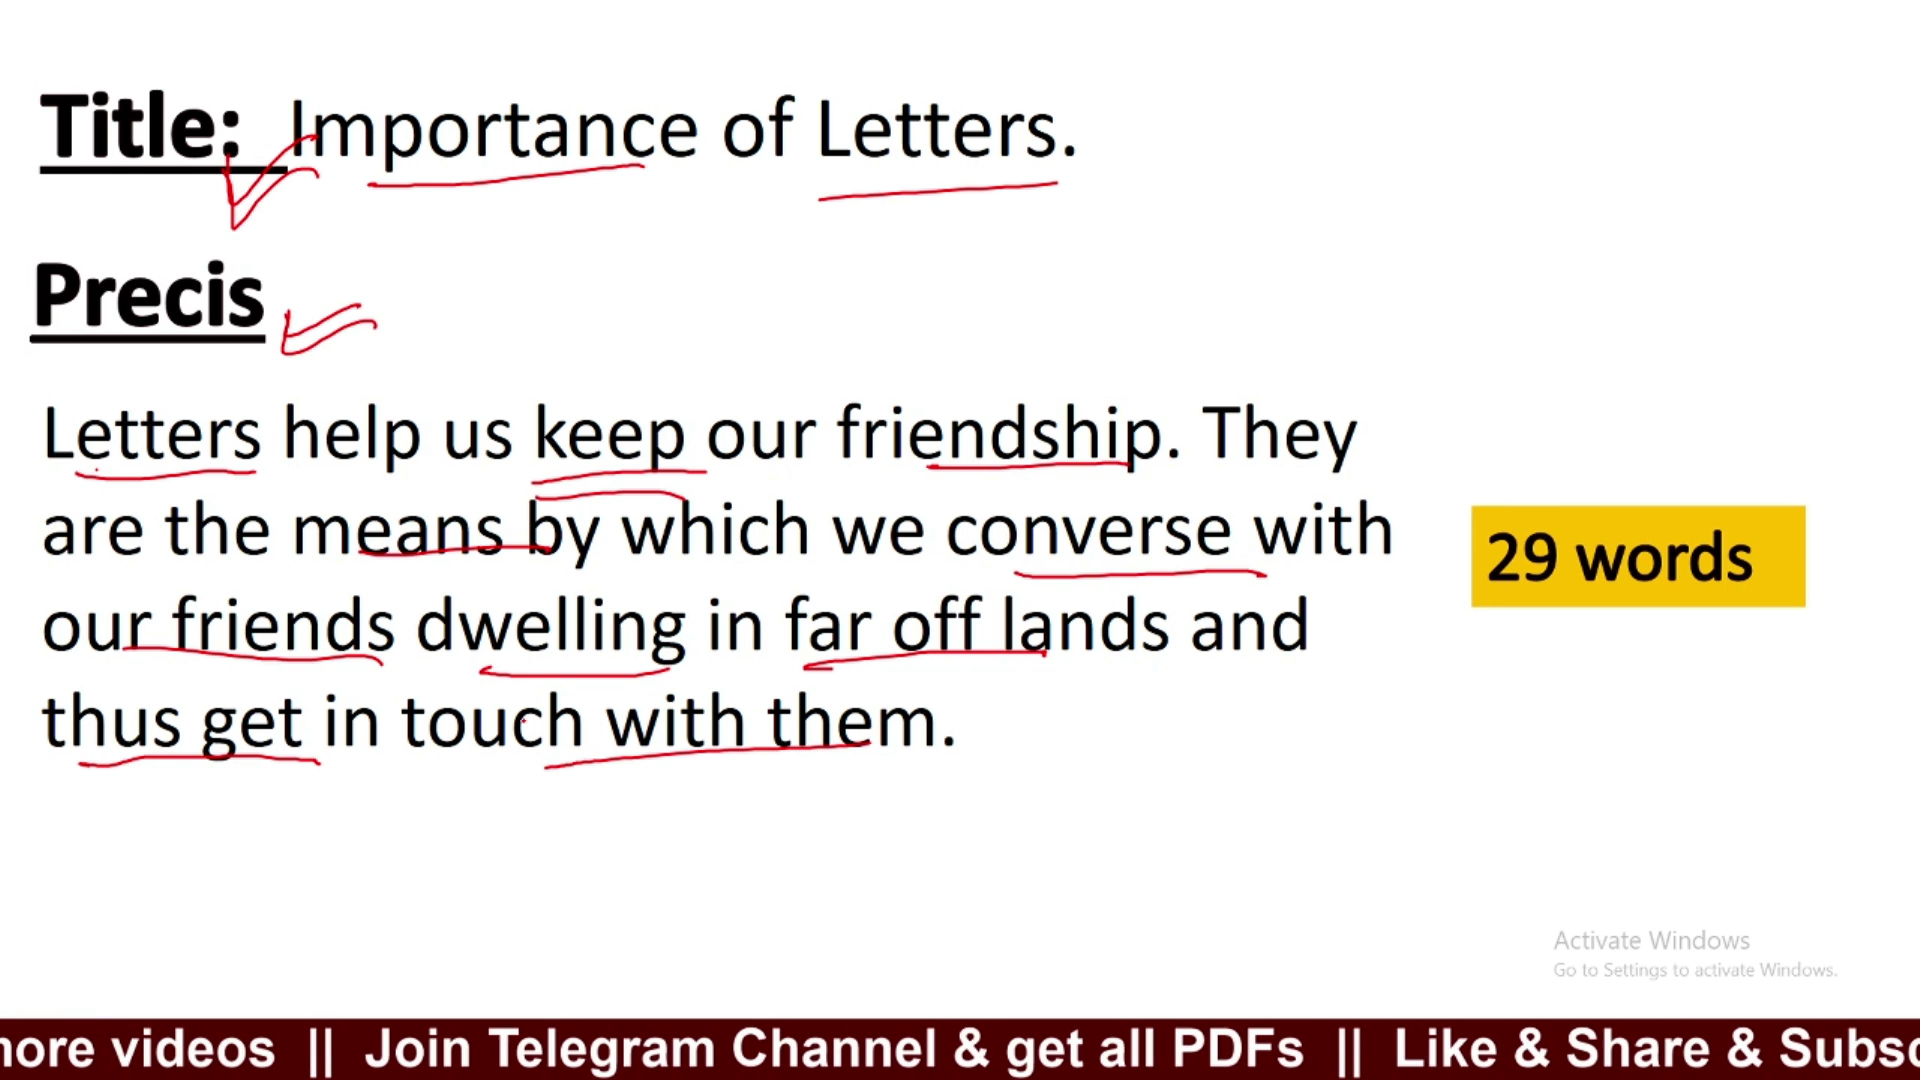 Title: Importance of Letters.
Precis
Letters help us keep our friendship. They
are the means by which we converse with
our friends dwelling in far off lands and
thus get in touch with them.
29 words
Activate Windows
Go to Settings to activate Windows.
more videos || Join Telegram Channel & get all PDFs || Like & Share & Subsc